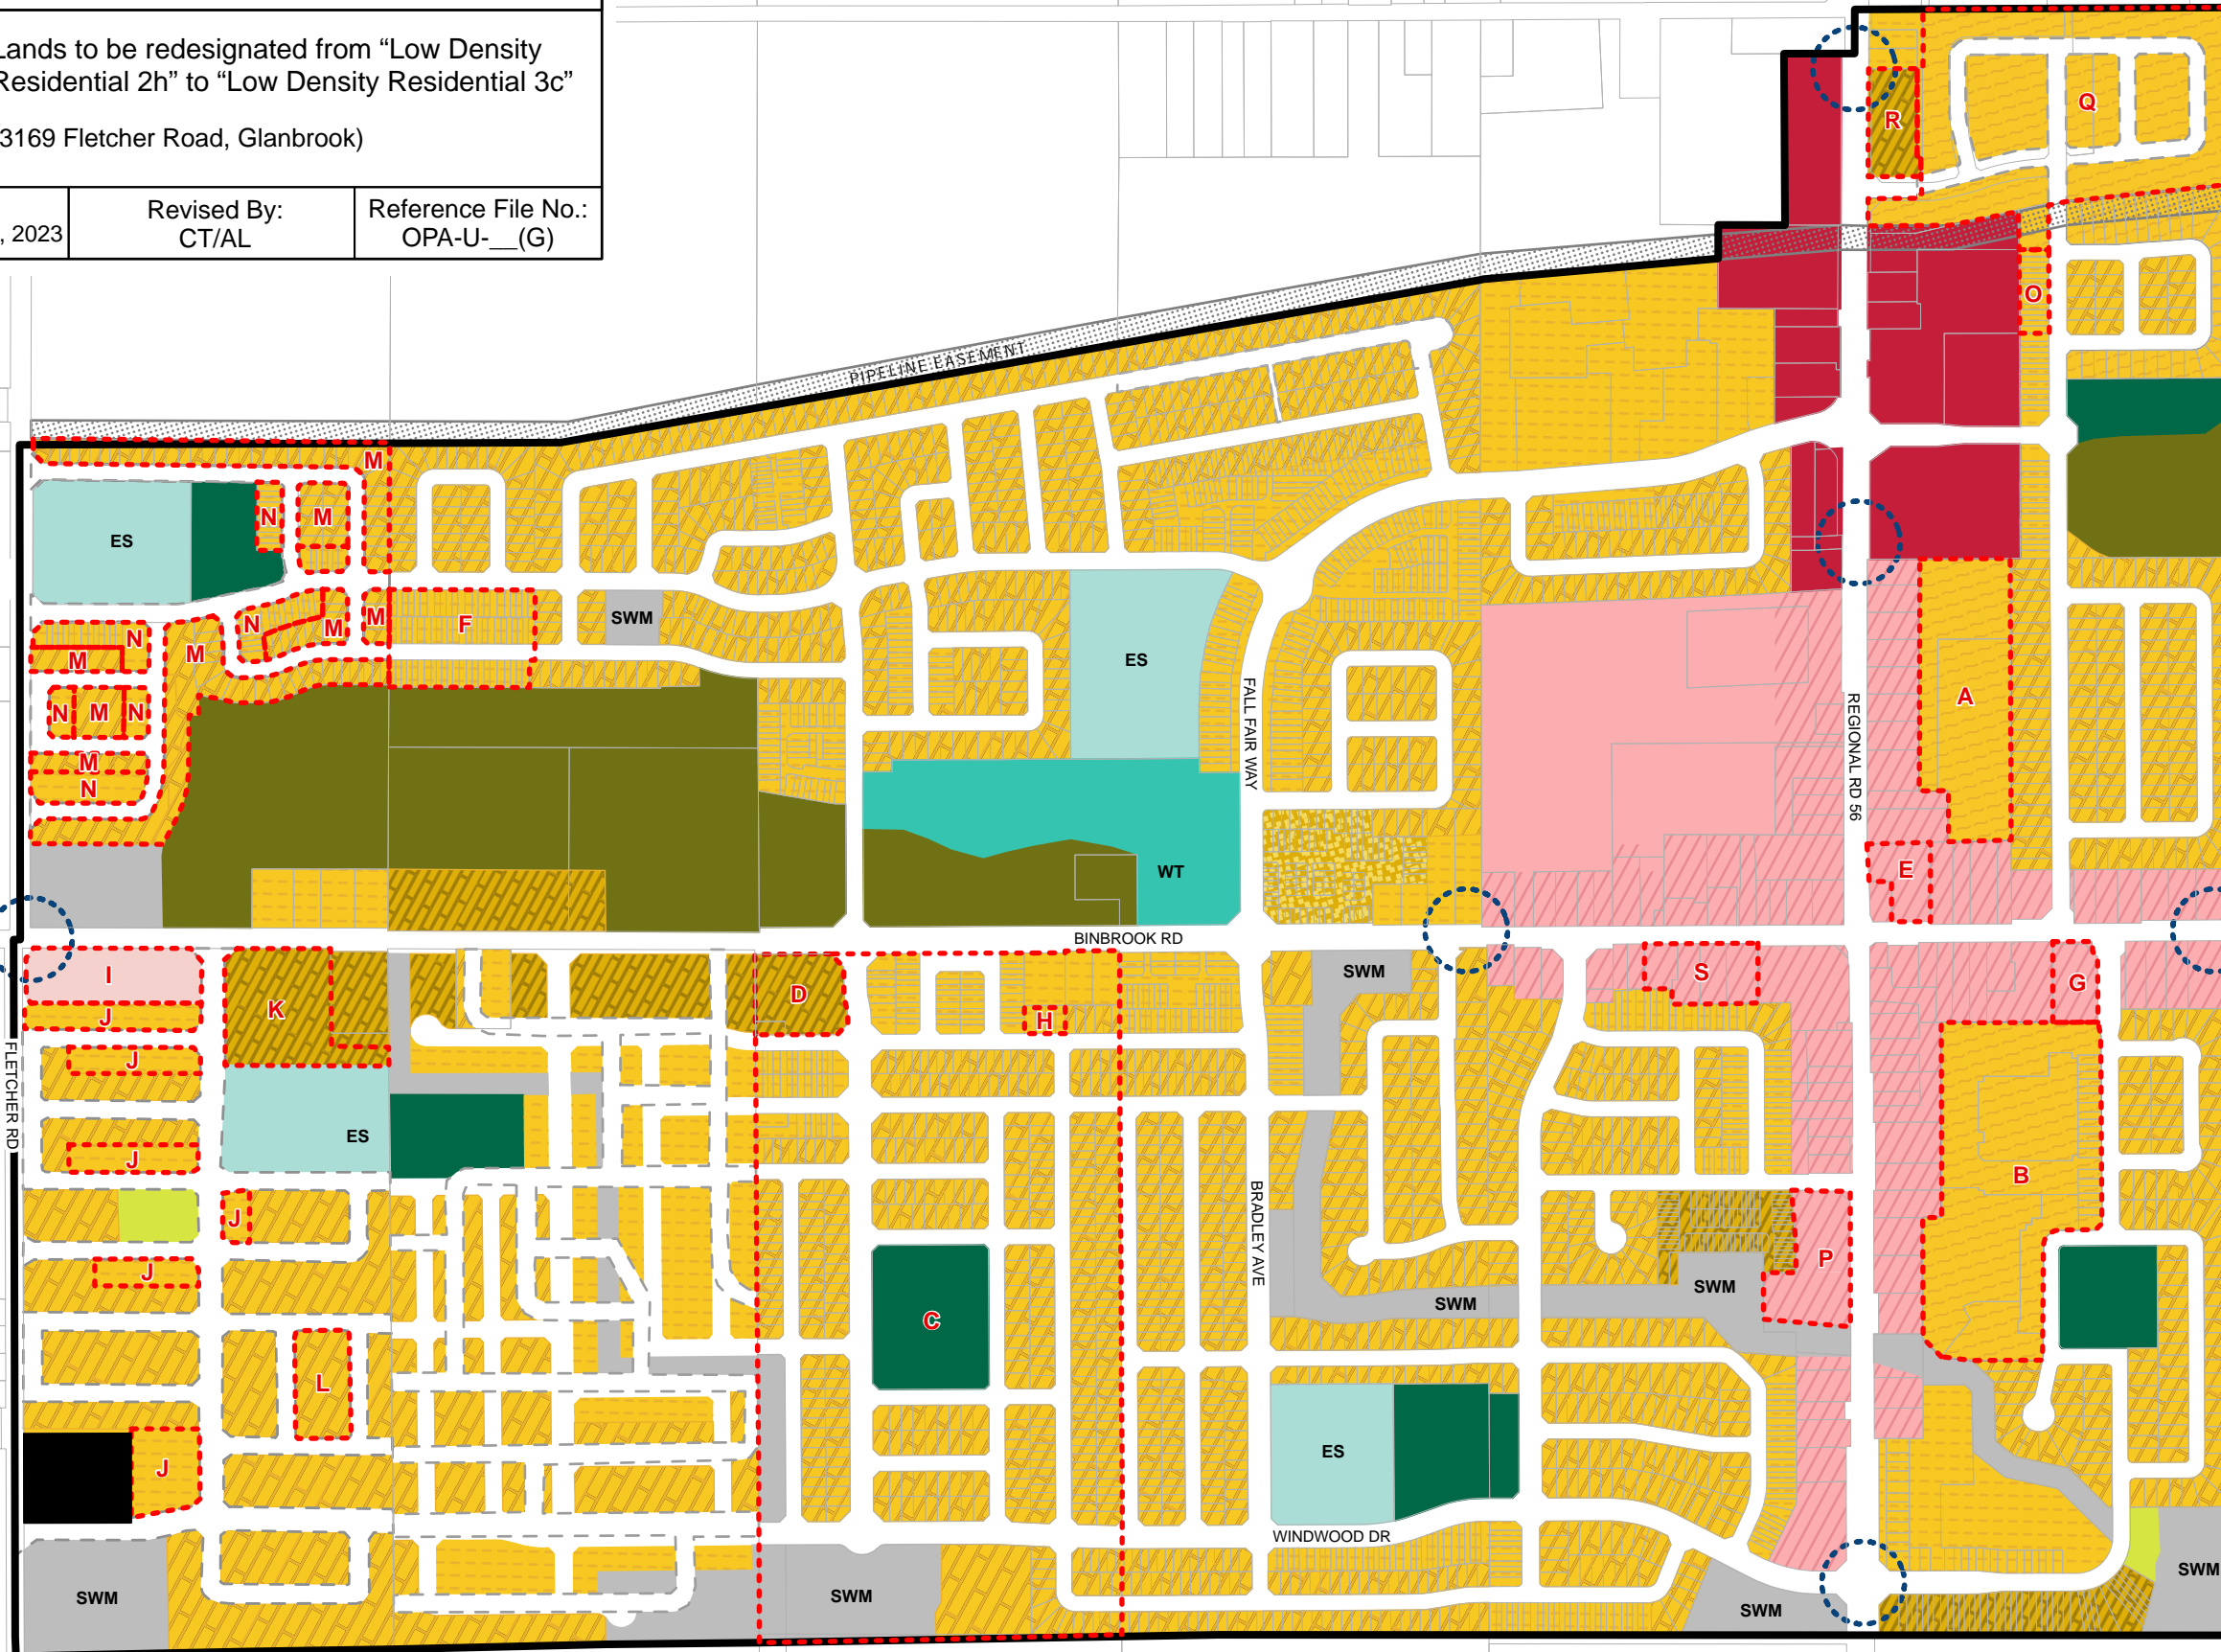 Lands to be redesignated from “Low Density
Residential 2h” to “Low Density Residential 3c”
3169 Fletcher Road, Glanbrook)
, 2023
Revised By:
CT/AL
Reference File No.:
OPA-U-__(G)
R
Q
O
PIPELINE EASEMENT
M
N
M
ES
N
M
M
F
SWM
N
M
M
ES
N
M
N
M
N
FALL FAIR WAY
REGIONAL RD 56
A
WT
E
BINBROOK RD
I
J
K
D
H
SWM
S
G
FLETCHER RD
J
J
ES
J
J
BRADLEY AVE
B
P
SWM
SWM
C
L
J
ES
WINDWOOD DR
SWM
SWM
SWM
SWM